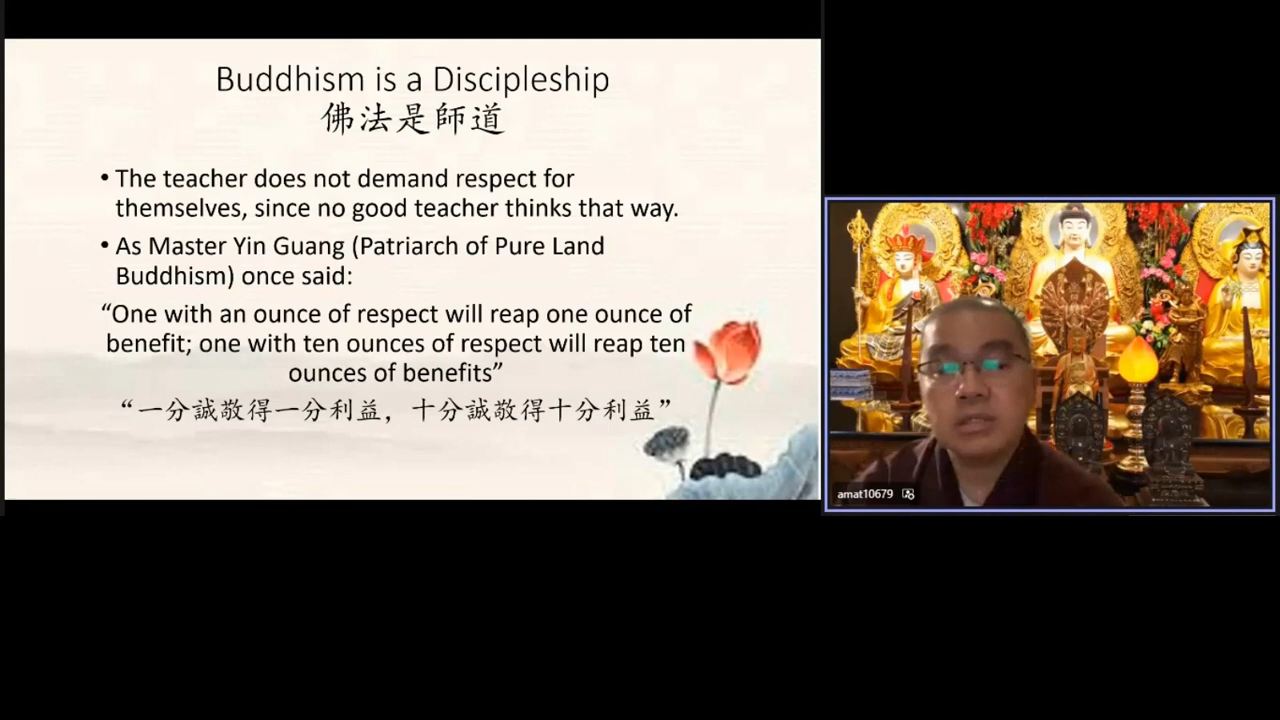 Buddhism is a Discipleship
佛法是師道
• The teacher does not demand respect for
themselves, since no good teacher thinks that way.
• As Master Yin Guang (Patriarch of Pure Land
Buddhism) once said:
“One with an ounce of respect will reap one ounce of
benefit; one with ten ounces of respect will reap ten
ounces of benefits”
“一分誠敬得一分利益，十分誠敬得十分利益”
amat10679